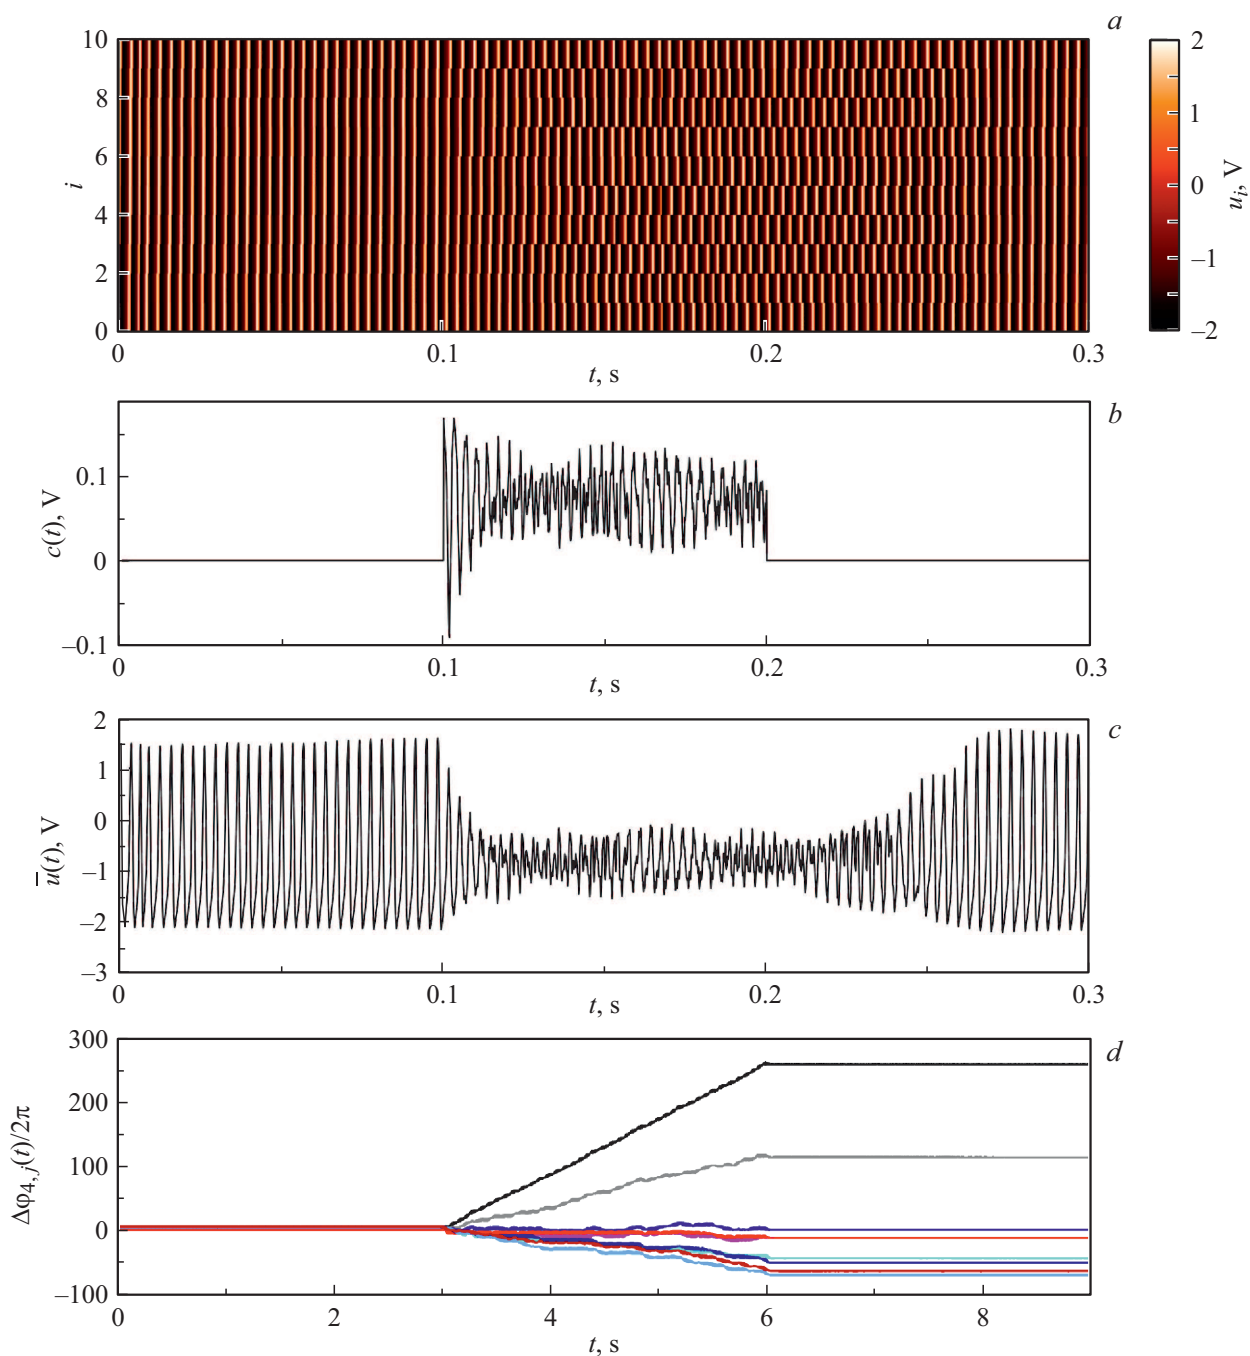 a
10
8
6
4
2
0
i
0 0.1 0.2 0.3
t, s
2
1
0
–1
–2
u_i, V
b
0.1
0
–0.1
c(t), V
0 0.1 0.2 0.3
t, s
c
2
1
0
–1
–2
–3
u̅(t), V
0 0.1 0.2 0.3
t, s
d
300
200
100
0
–100
Δφ4, j(t)/2π
0 2 4 6 8
t, s